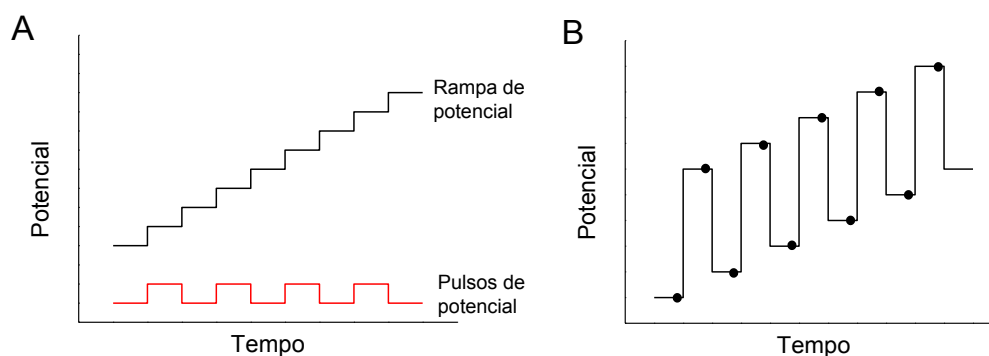 A
Potencial
Rampa de
potencial
Pulsos de
potencial
Tempo
B
Potencial
Tempo